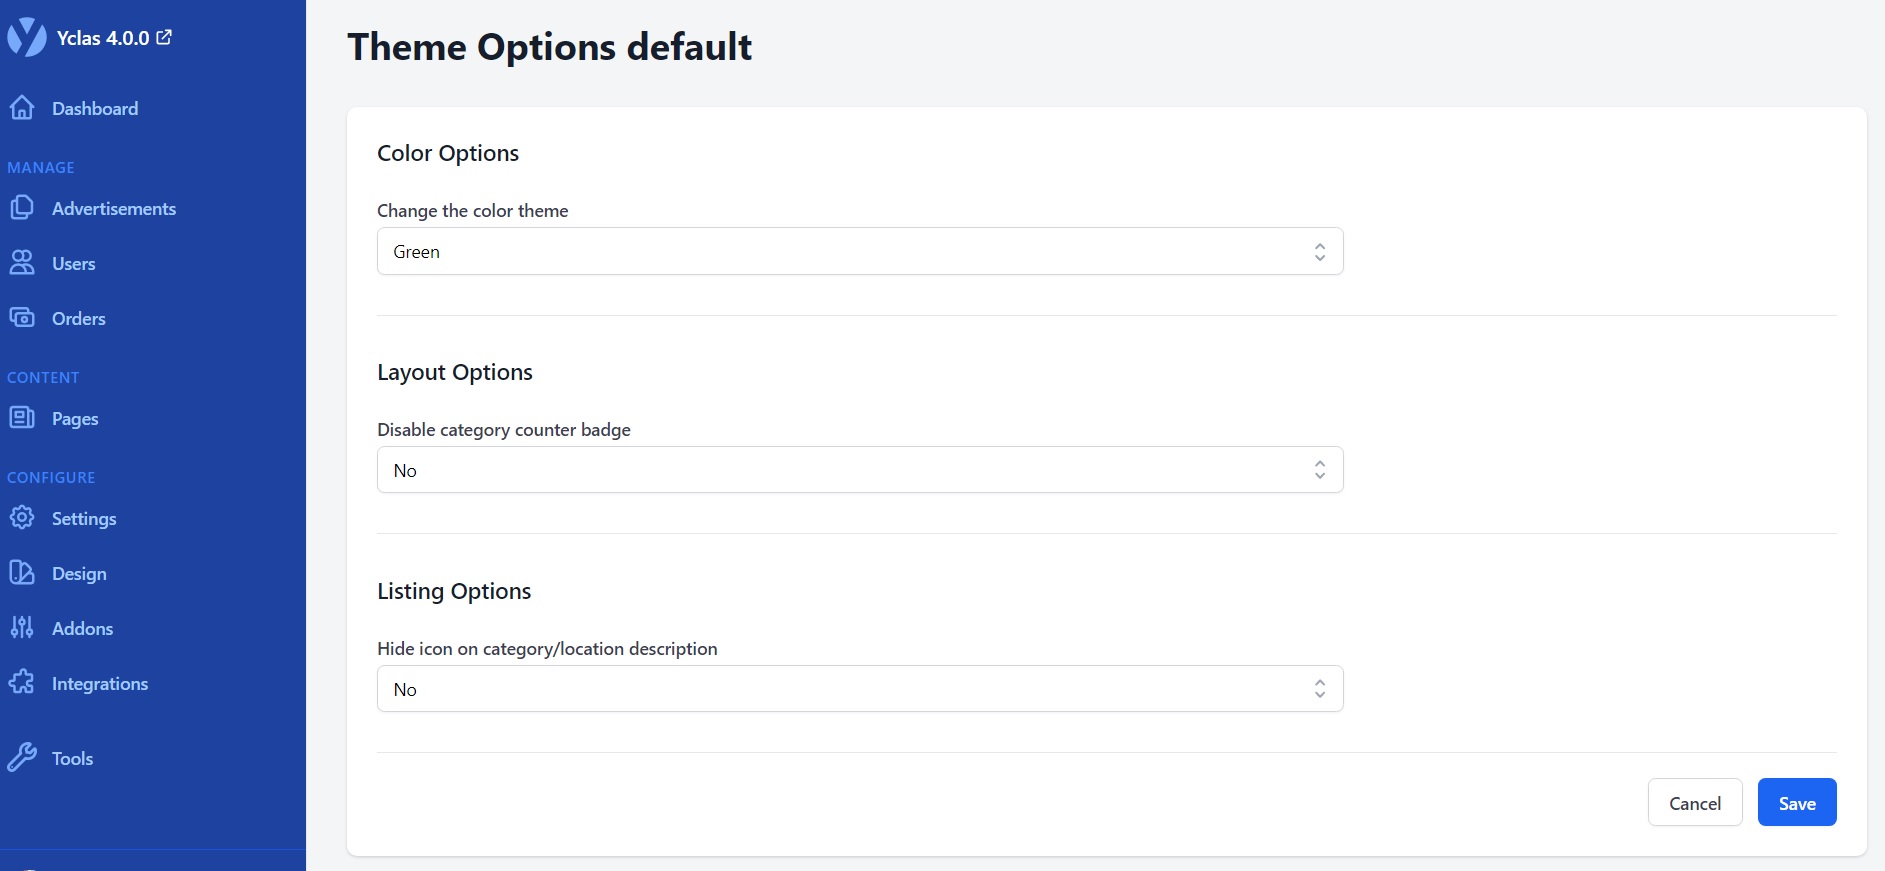 Yclas 4.0.0
Dashboard
MANAGE
Advertisements
Users
Orders
CONTENT
Pages
CONFIGURE
Settings
Design
Addons
Integrations
Tools
Theme Options default
Color Options
Change the color theme
Green
Layout Options
Disable category counter badge
No
Listing Options
Hide icon on category/location description
No
Cancel
Save